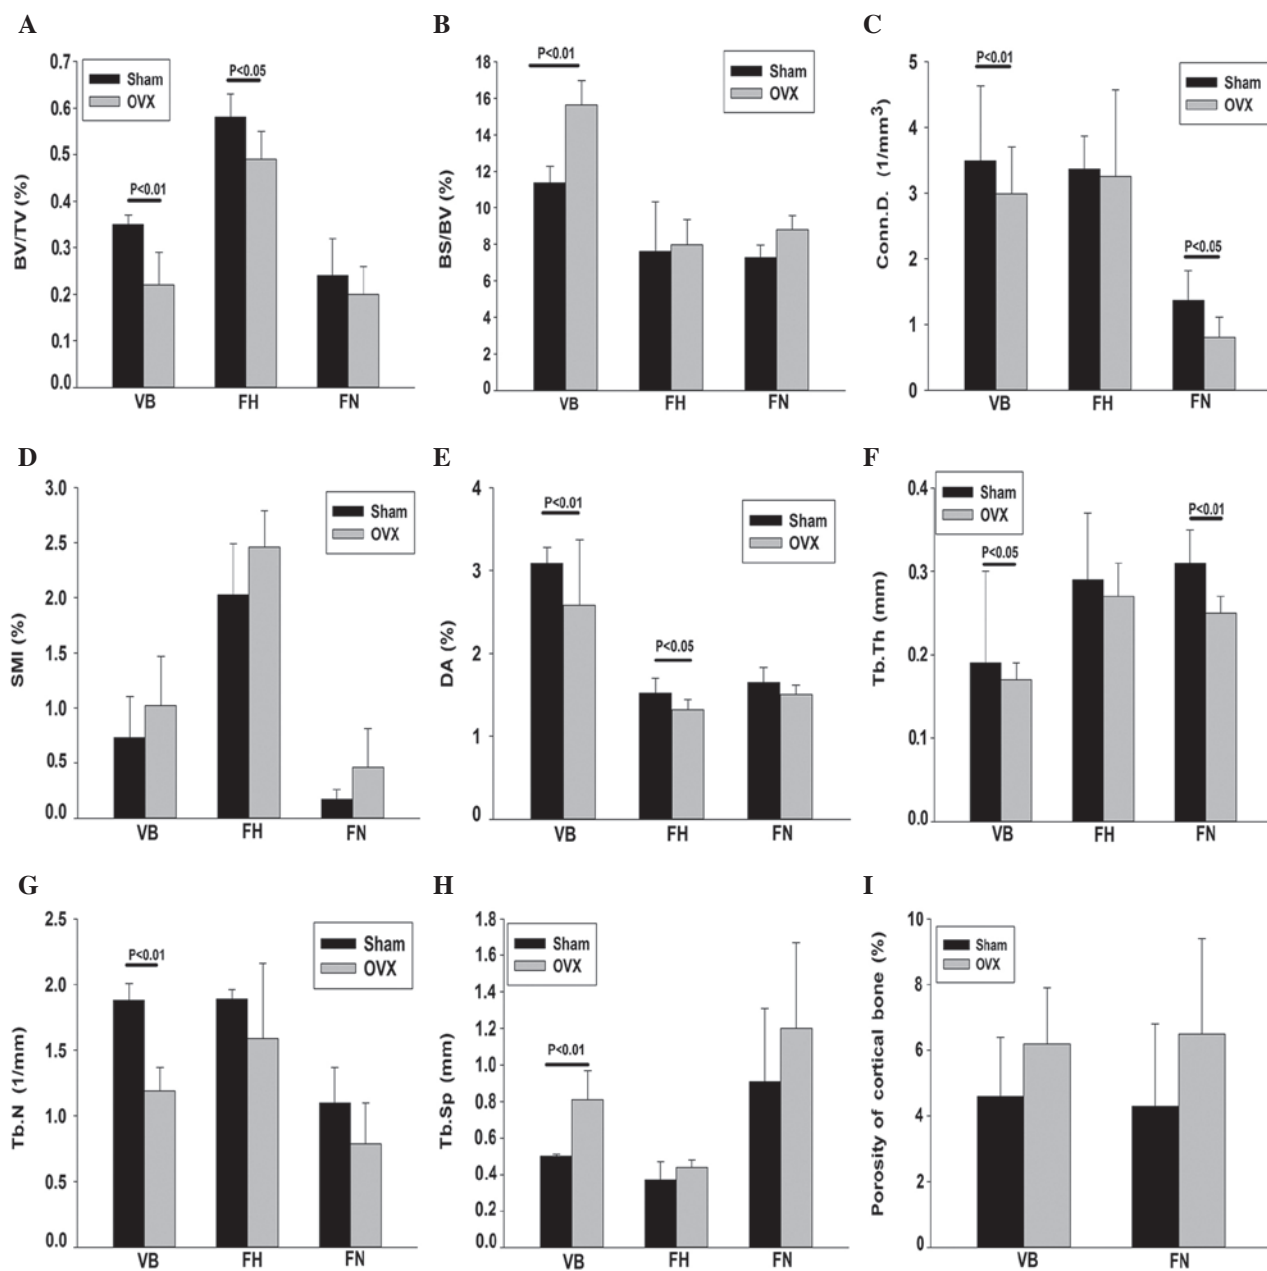 A
BV/TV (%)
0.7
0.6
0.5
0.4
0.3
0.2
0.1
0.0
Sham
OVX
P<0.01
P<0.05
VB FH FN
B
BS/BV (%)
18
16
14
12
10
8
6
4
2
0
P<0.01
Sham
OVX
VB FH FN
C
Conn.D. (1/mm³)
5
4
3
2
1
0
P<0.01
P<0.05
Sham
OVX
VB FH FN
D
SMI (%)
3.0
2.5
2.0
1.5
1.0
0.5
0.0
Sham
OVX
VB FH FN
E
DA (%)
4
3
2
1
0
P<0.01
P<0.05
Sham
OVX
VB FH FN
F
Tb.Th (mm)
0.4
0.3
0.2
0.1
0.0
Sham
OVX
P<0.05
P<0.01
VB FH FN
G
Tb.N (1/mm)
2.5
2.0
1.5
1.0
0.5
0.0
P<0.01
Sham
OVX
VB FH FN
H
Tb.Sp (mm)
1.8
1.6
1.4
1.2
1.0
0.8
0.6
0.4
0.2
0.0
Sham
OVX
P<0.01
VB FH FN
I
Porosity of cortical bone (%)
10
8
6
4
2
0
Sham
OVX
VB FN